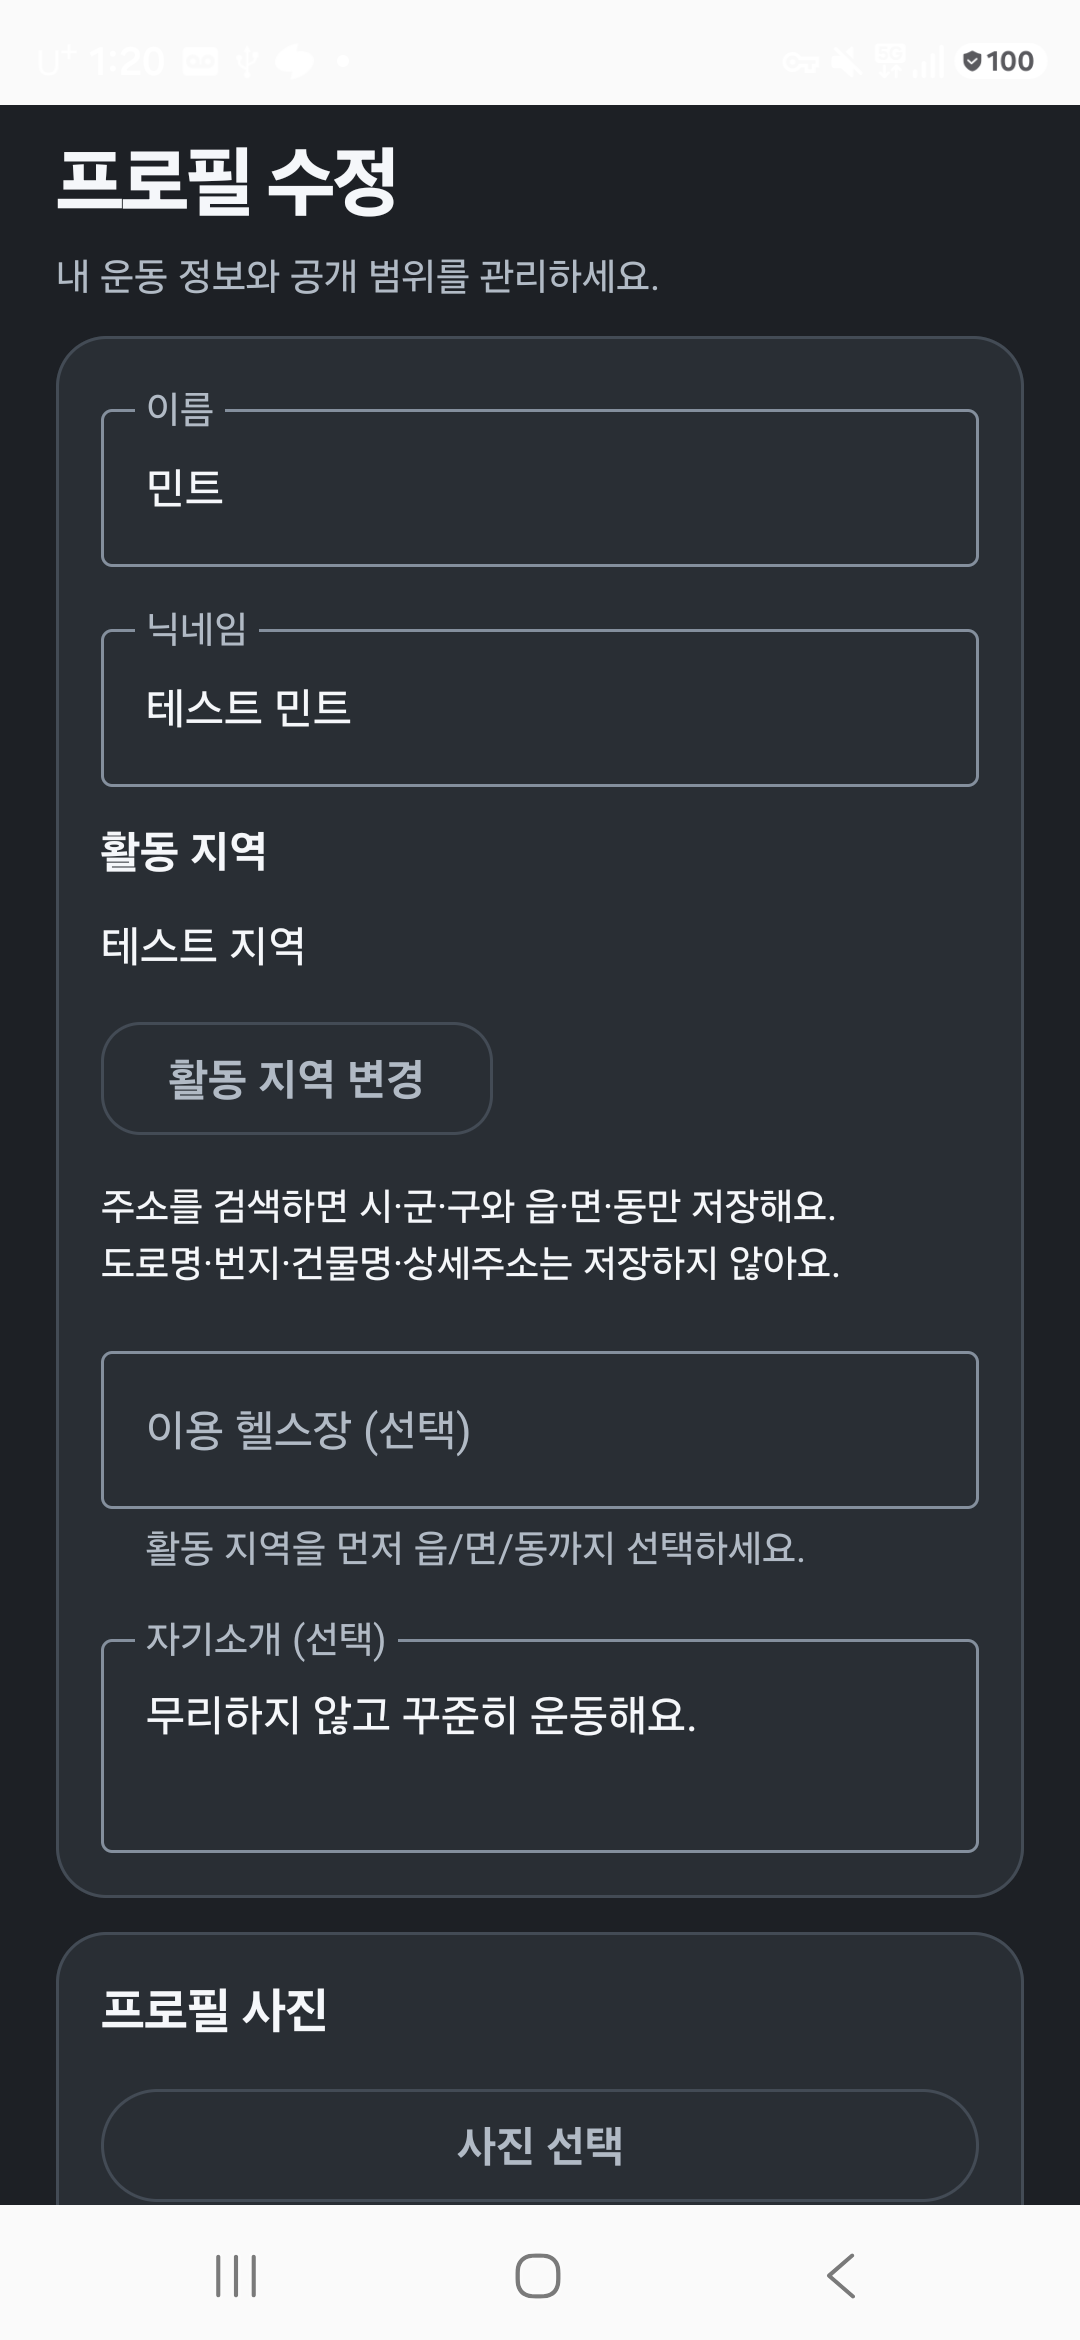 U+ 1:20 100
프로필 수정
내 운동 정보와 공개 범위를 관리하세요.
이름
민트
닉네임
테스트 민트
활동 지역
테스트 지역
활동 지역 변경
주소를 검색하면 시·군·구와 읍·면·동만 저장해요.
도로명·번지·건물명·상세주소는 저장하지 않아요.
이용 헬스장 (선택)
활동 지역을 먼저 읍/면/동까지 선택하세요.
자기소개 (선택)
무리하지 않고 꾸준히 운동해요.
프로필 사진
사진 선택